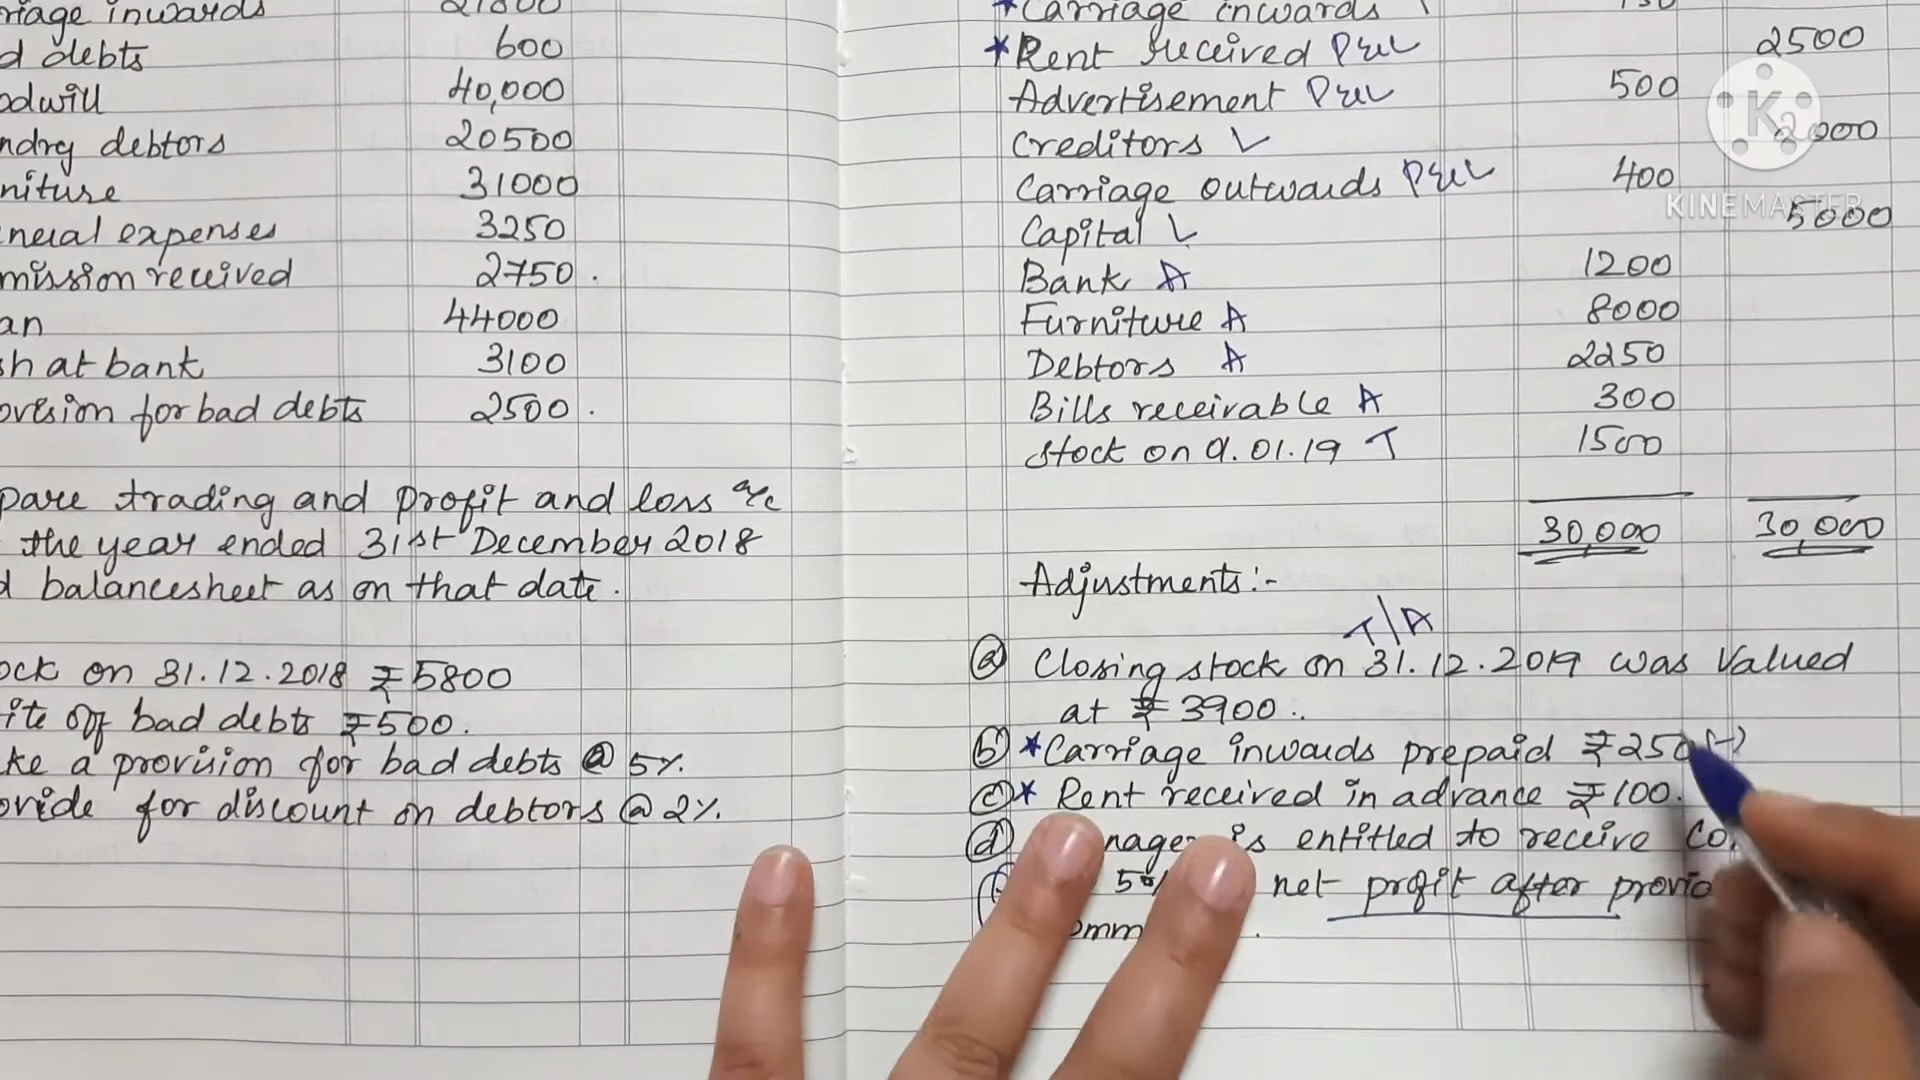 riage inwards 21800
d debts 600
odwill 40,000
ndry debtors 20500
niture 31000
neral expenses 3250
mission received 2750.
an 44000
sh at bank 3100
ovision for bad debts 2500.
pare trading and profit and loss a/c
the year ended 31st December 2018
d balancesheet as on that date.
ock on 31.12.2018 ₹5800
ite off bad debts ₹500.
ke a provision for bad debts @ 5%.
ovide for discount on debtors @ 2%.
*Carriage inwards 150
*Rent received P&L 2500
Advertisement P&L 500
Creditors L 2000
Carriage outwards P&L 400
Capital L 5000
Bank A 1200
Furniture A 8000
Debtors A 2250
Bills receivable A 300
Stock on 01.01.19 T 1500
30,000 30,000
Adjustments:-
T/A
(a) Closing stock on 31.12.2019 was valued
at ₹ 3900.
(b) *Carriage inwards prepaid ₹250 (-)
(c) * Rent received in advance ₹100.
(d) nager is entitled to receive Co
5% net profit after provi
omm .
K
KINEMASTER